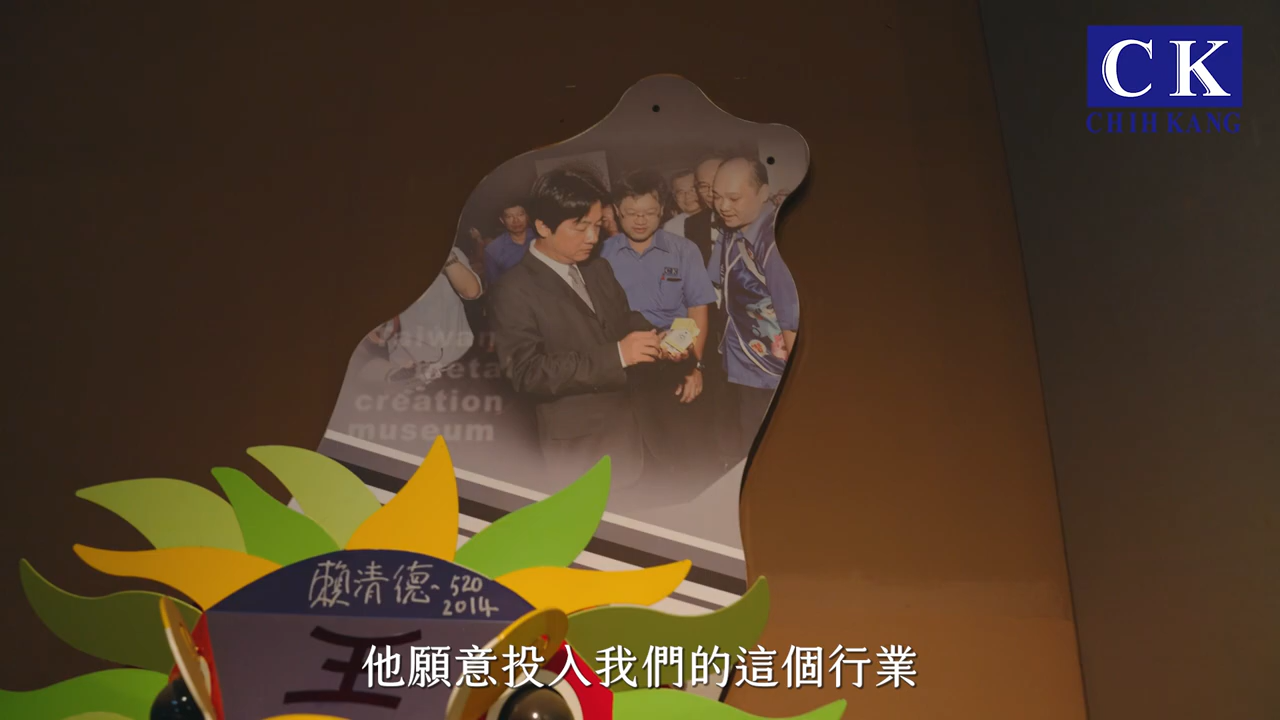 CK
CHIH KANG
Taiwan
metal
creation
museum
賴清德 520
2014
王
他願意投入我們的這個行業